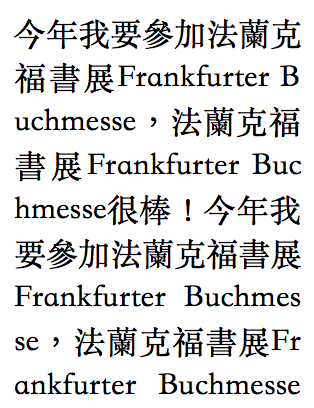 今年我要參加法蘭克
福書展Frankfurter B
uchmesse，法蘭克福
書展Frankfurter Buc
hmesse很棒！今年我
要參加法蘭克福書展
Frankfurter Buchmes
se，法蘭克福書展Fr
ankfurter Buchmesse